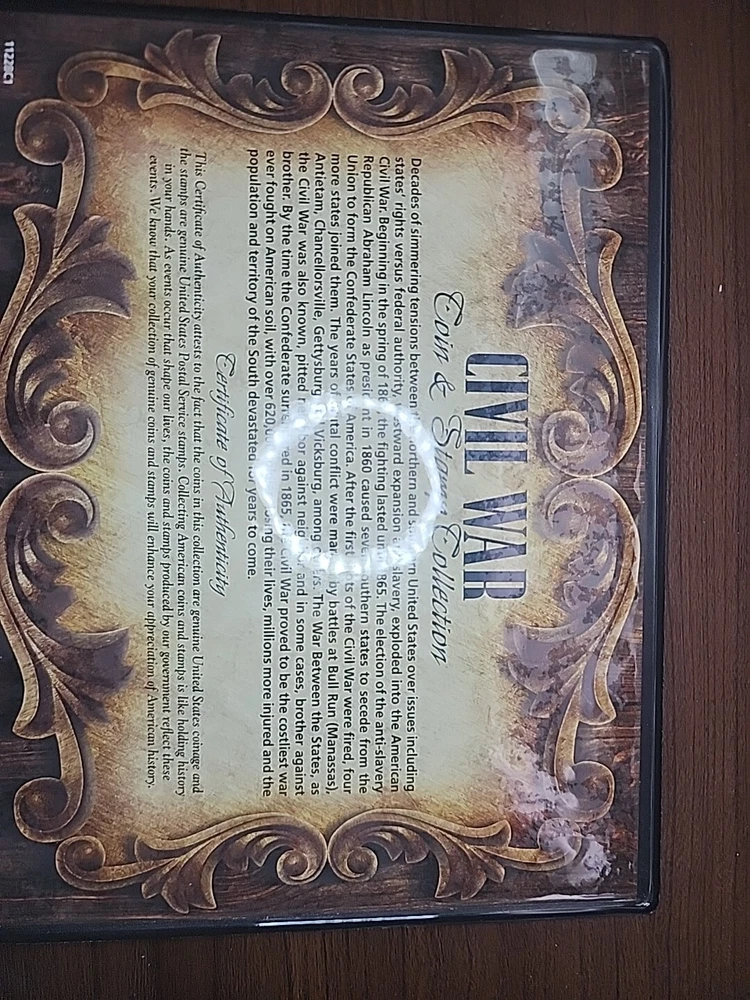 CIVIL WAR
Coin & Stamp Collection
Decades of simmering tensions between northern and southern United States over issues including
states' rights versus federal authority, westward expansion and slavery, exploded into the American
Civil War. Beginning in the spring of 186 the fighting lasted until 1865. The election of the anti-slavery
Republican Abraham Lincoln as president in 1860 caused seven southern states to secede from the
Union to form the Confederate States of America. After the first shots of the Civil War were fired, four
more states joined them. The years of brutal conflict were marked by battles at Bull Run (Manassas),
Antietam, Chancellorsville, Gettysburg and Vicksburg, among others. The War Between the States, as
the Civil War was also known, pitted neighbor against neighbor and in some cases, brother against
brother. By the time the Confederate surrendered in 1865, the Civil War proved to be the costliest war
ever fought on American soil, with over 620,000 losing their lives, millions more injured and the
population and territory of the South devastated for years to come.
Certificate of Authenticity
This Certificate of Authenticity attests to the fact that the coins in this collection are genuine United States coinage and
the stamps are genuine United States Postal Service stamps. Collecting American coins and stamps is like holding history
in your hands. As events occur that shape our lives, the coins and stamps produced by our government reflect these
events. We know that your collection of genuine coins and stamps will enhance your appreciation of American history.
11228C1